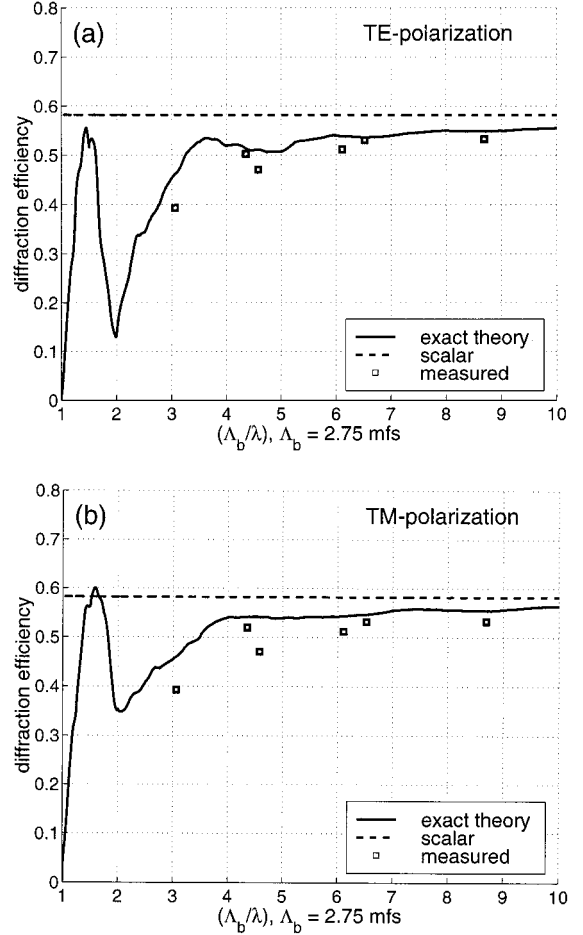 (a)
TE-polarization
0.8
0.7
0.6
0.5
0.4
0.3
0.2
0.1
0
diffraction efficiency
exact theory
scalar
measured
1 2 3 4 5 6 7 8 9 10
(Λb/λ), Λb = 2.75 mfs
(b)
TM-polarization
0.8
0.7
0.6
0.5
0.4
0.3
0.2
0.1
0
diffraction efficiency
exact theory
scalar
measured
1 2 3 4 5 6 7 8 9 10
(Λb/λ), Λb = 2.75 mfs